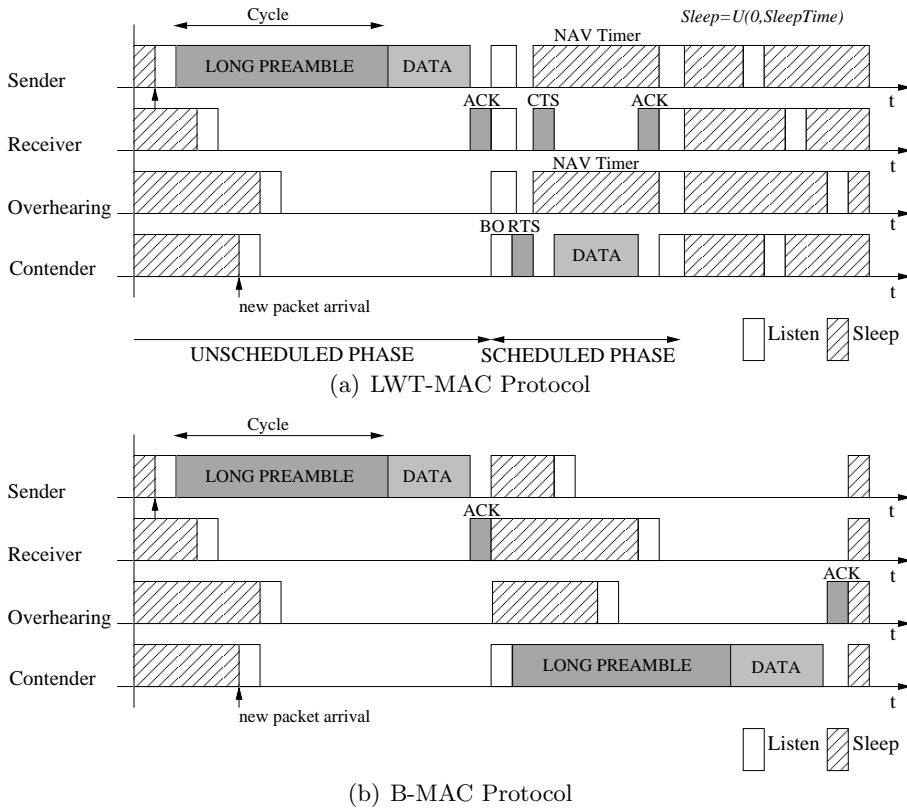 Cycle
Sleep=U(0,SleepTime)
NAV Timer
LONG PREAMBLE
DATA
Sender
t
ACK
CTS
ACK
Receiver
t
NAV Timer
Overhearing
t
BO RTS
DATA
Contender
t
new packet arrival
Listen
Sleep
UNSCHEDULED PHASE
SCHEDULED PHASE
(a) LWT-MAC Protocol
Cycle
LONG PREAMBLE
DATA
Sender
t
ACK
Receiver
t
ACK
Overhearing
t
LONG PREAMBLE
DATA
Contender
t
new packet arrival
Listen
Sleep
(b) B-MAC Protocol